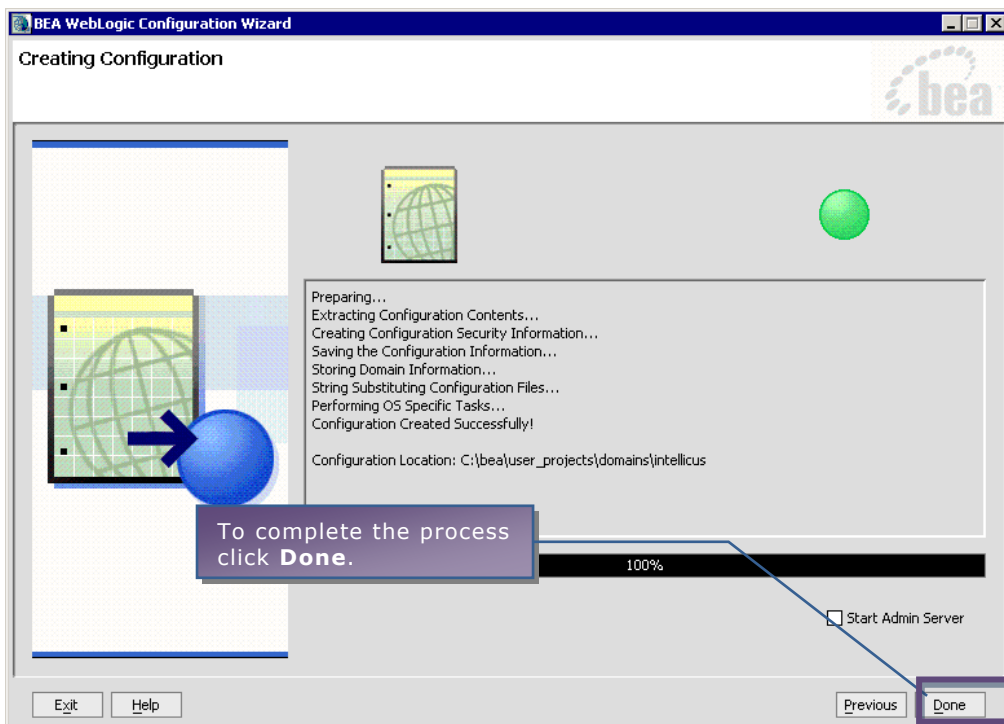 BEA WebLogic Configuration Wizard
Creating Configuration
bea
Preparing...
Extracting Configuration Contents...
Creating Configuration Security Information...
Saving the Configuration Information...
Storing Domain Information...
String Substituting Configuration Files...
Performing OS Specific Tasks...
Configuration Created Successfully!
Configuration Location: C:\bea\user_projects\domains\intellicus
To complete the process
click Done.
100%
Start Admin Server
Exit
Help
Previous
Done